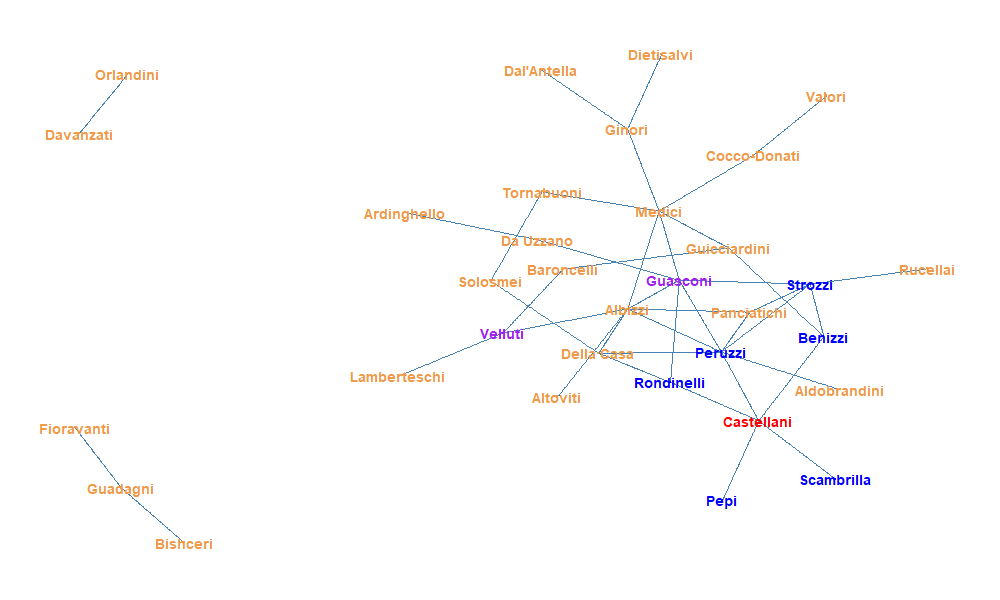 Dietisalvi
Dal'Antella
Orlandini
Valori
Ginori
Davanzati
Cocco-Donati
Tornabuoni
Medici
Ardinghello
Da Uzzano
Guicciardini
Baroncelli
Rucellai
Solosmei
Guasconi
Strozzi
Albizzi
Panciatichi
Velluti
Benizzi
Della Casa
Peruzzi
Lamberteschi
Rondinelli
Aldobrandini
Altoviti
Castellani
Fioravanti
Scambrilla
Guadagni
Pepi
Bishceri